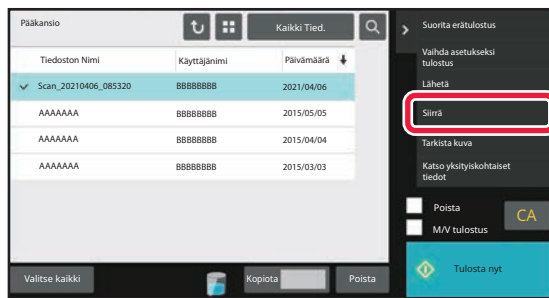 Pääkansio
Kaikki Tied.
Tiedoston Nimi Käyttäjänimi Päivämäärä
Scan_20210406_085320 BBBBBBBB 2021/04/06
AAAAAAA BBBBBBBB 2015/05/05
AAAAAAA BBBBBBBB 2015/04/04
AAAAAAA BBBBBBBB 2015/03/03
Valitse kaikki
Kopiota
Poista
Suorita erätulostus
Vaihda asetukseksi
tulostus
Lähetä
Siirrä
Tarkista kuva
Katso yksityiskohtaiset
tiedot
Poista
M/V tulostus
CA
Tulosta nyt